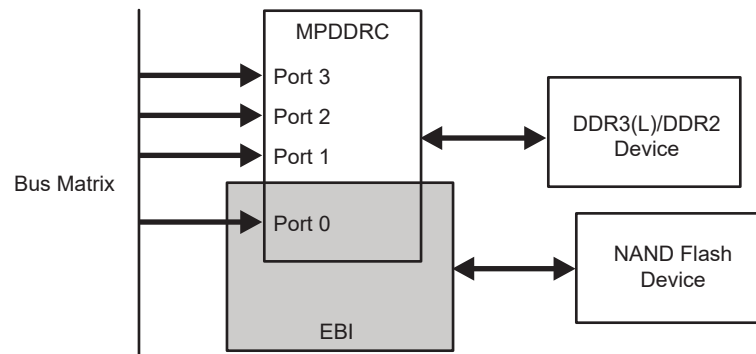 MPDDRC
Port 3
Port 2
Port 1
DDR3(L)/DDR2
Device
Bus Matrix
Port 0
NAND Flash
Device
EBI